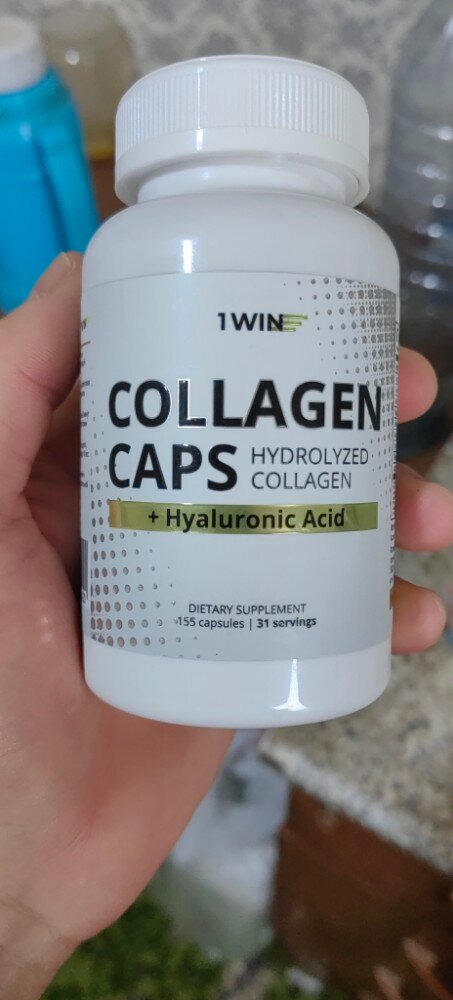 1WIN
COLLAGEN
CAPS HYDROLYZED
COLLAGEN
+ Hyaluronic Acid
DIETARY SUPPLEMENT
155 capsules | 31 servings